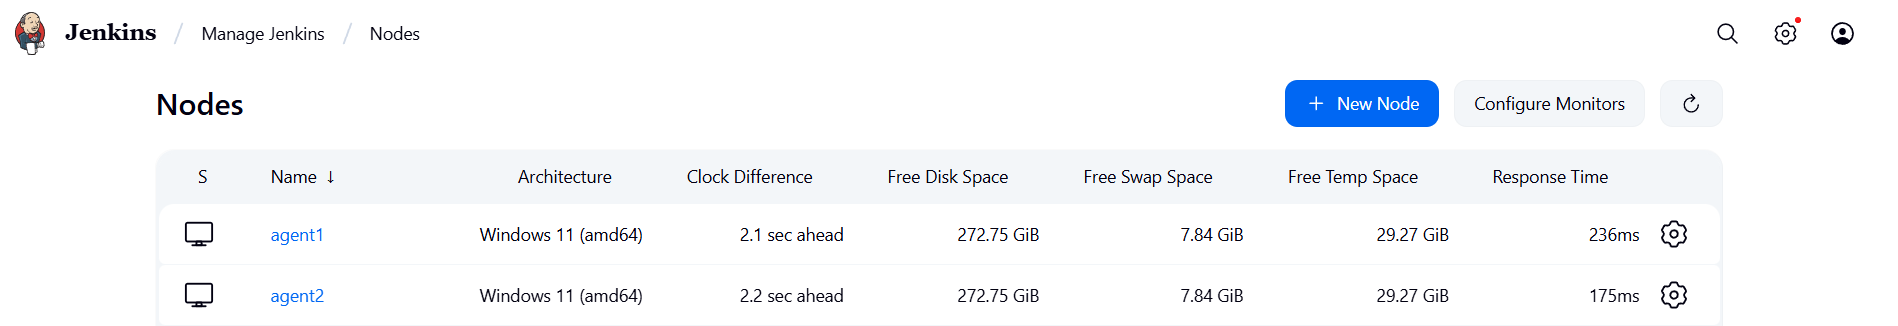 Jenkins / Manage Jenkins / Nodes
Nodes
+ New Node Configure Monitors
S Name ↓ Architecture Clock Difference Free Disk Space Free Swap Space Free Temp Space Response Time
agent1 Windows 11 (amd64) 2.1 sec ahead 272.75 GiB 7.84 GiB 29.27 GiB 236ms
agent2 Windows 11 (amd64) 2.2 sec ahead 272.75 GiB 7.84 GiB 29.27 GiB 175ms